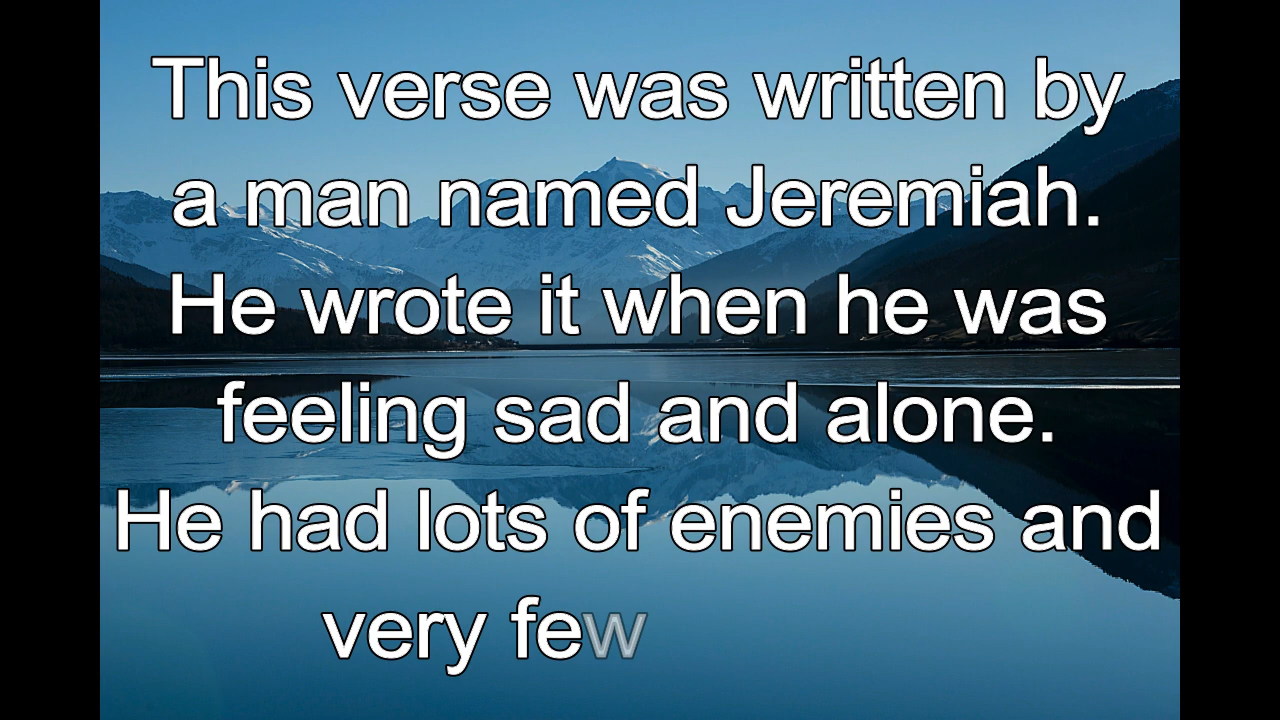 This verse was written by
a man named Jeremiah.
He wrote it when he was
feeling sad and alone.
He had lots of enemies and
very few